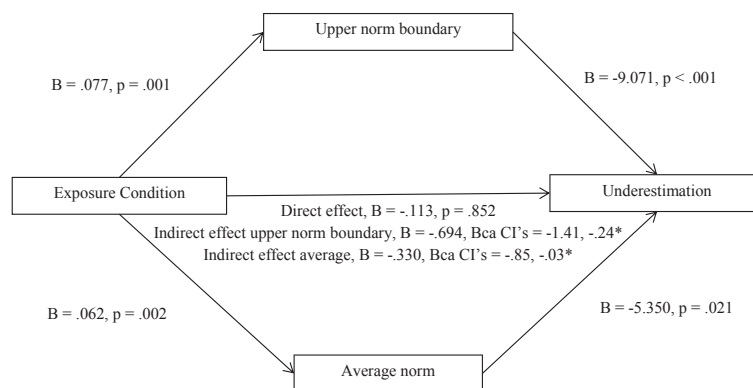 Upper norm boundary
B = .077, p = .001
B = -9.071, p < .001
Exposure Condition
Underestimation
Direct effect, B = -.113, p = .852
Indirect effect upper norm boundary, B = -.694, Bca CI's = -1.41, -.24*
Indirect effect average, B = -.330, Bca CI's = -.85, -.03*
B = .062, p = .002
B = -5.350, p = .021
Average norm